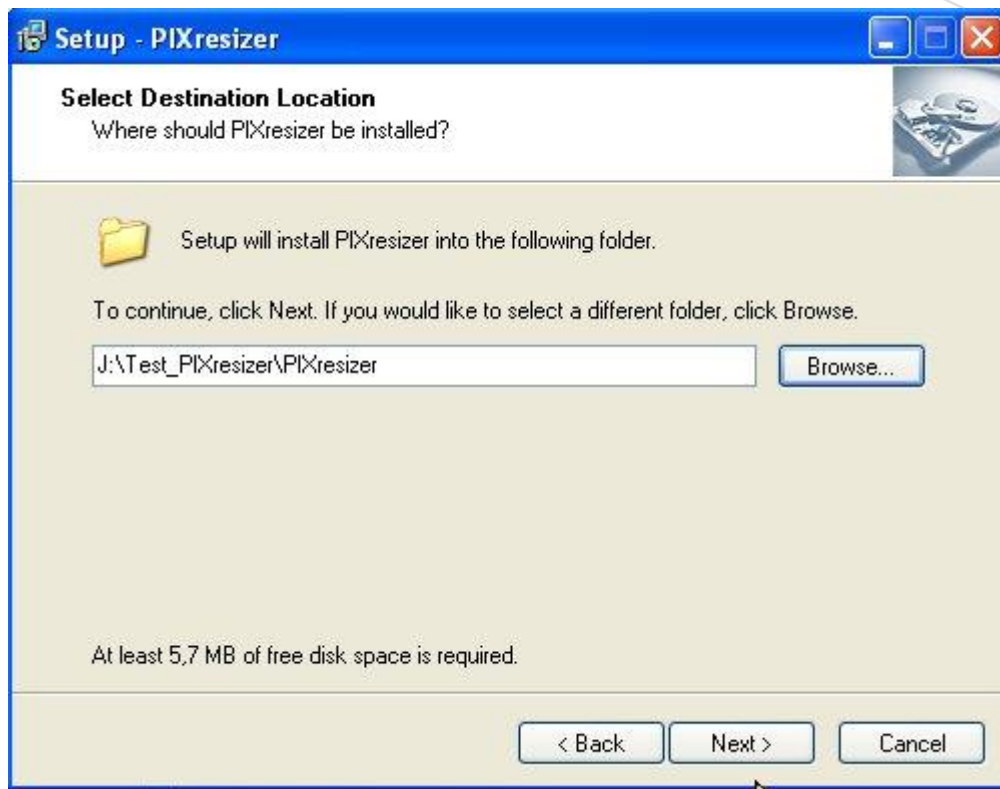 Setup - PIXresizer
Select Destination Location
Where should PIXresizer be installed?
Setup will install PIXresizer into the following folder.
To continue, click Next. If you would like to select a different folder, click Browse.
J:\Test_PIXresizer\PIXresizer
Browse...
At least 5,7 MB of free disk space is required.
< Back
Next >
Cancel